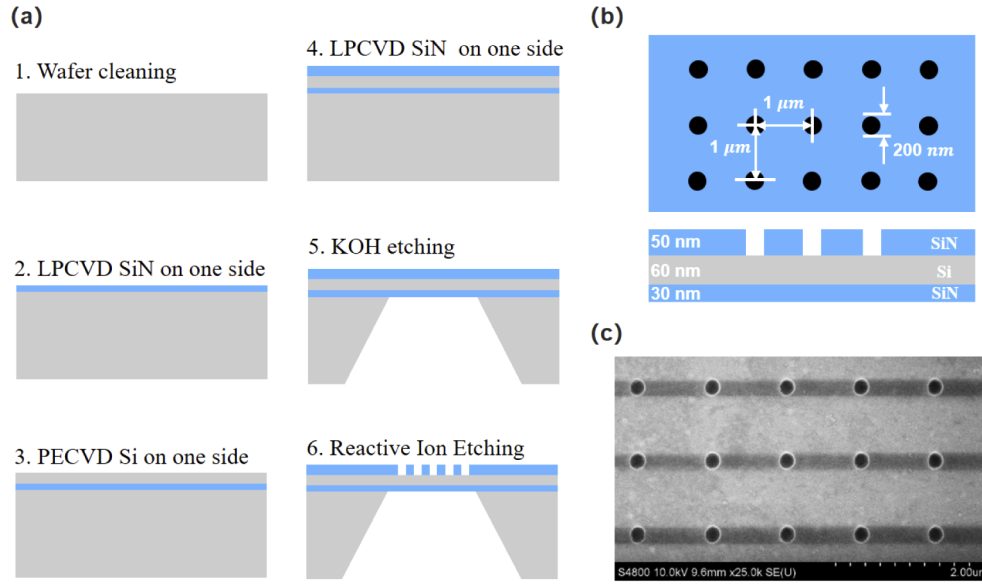 (a)
1. Wafer cleaning
2. LPCVD SiN on one side
3. PECVD Si on one side
4. LPCVD SiN on one side
5. KOH etching
6. Reactive Ion Etching
(b)
1 μm
1 μm
200 nm
50 nm SiN
60 nm Si
30 nm SiN
(c)
S4800 10.0kV 9.6mm x25.0k SE(U) 2.00um